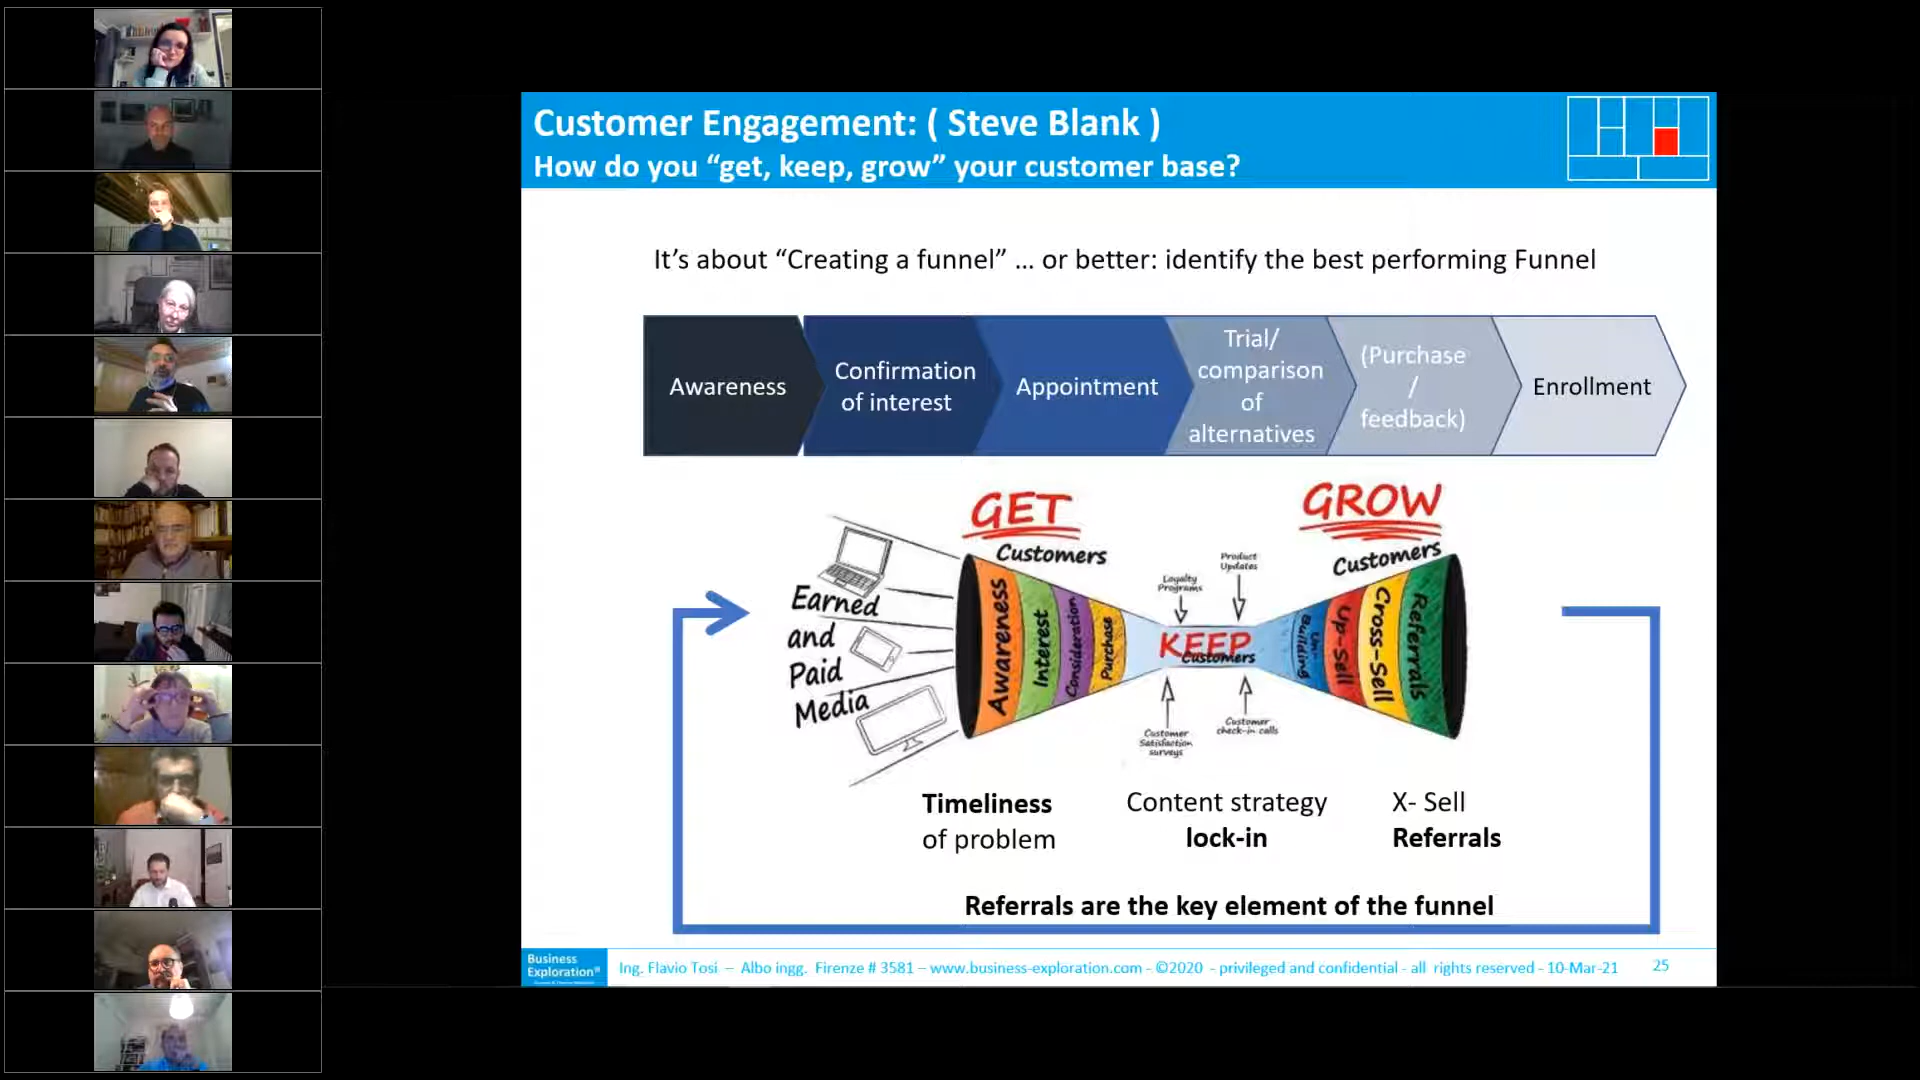 Customer Engagement: ( Steve Blank )
How do you “get, keep, grow” your customer base?
It’s about “Creating a funnel” … or better: identify the best performing Funnel
Awareness
Confirmation
of interest
Appointment
Trial/
comparison
of
alternatives
(Purchase
/
feedback)
Enrollment
GET
Customers
GROW
Customers
Earned
and
Paid
Media
Awareness
Interest
Consideration
Purchase
Loyalty
Programs
Product
Updates
KEEP
Customers
Customer
Satisfaction
surveys
Customer
check-in calls
Un-
Building
Up-Sell
Cross-Sell
Referrals
Timeliness
of problem
Content strategy
lock-in
X- Sell
Referrals
Referrals are the key element of the funnel
Business
Exploration®
Ing. Flavio Tosi – Albo ingg. Firenze # 3581 – www.business-exploration.com - ©2020 - privileged and confidential - all rights reserved - 10-Mar-21
25